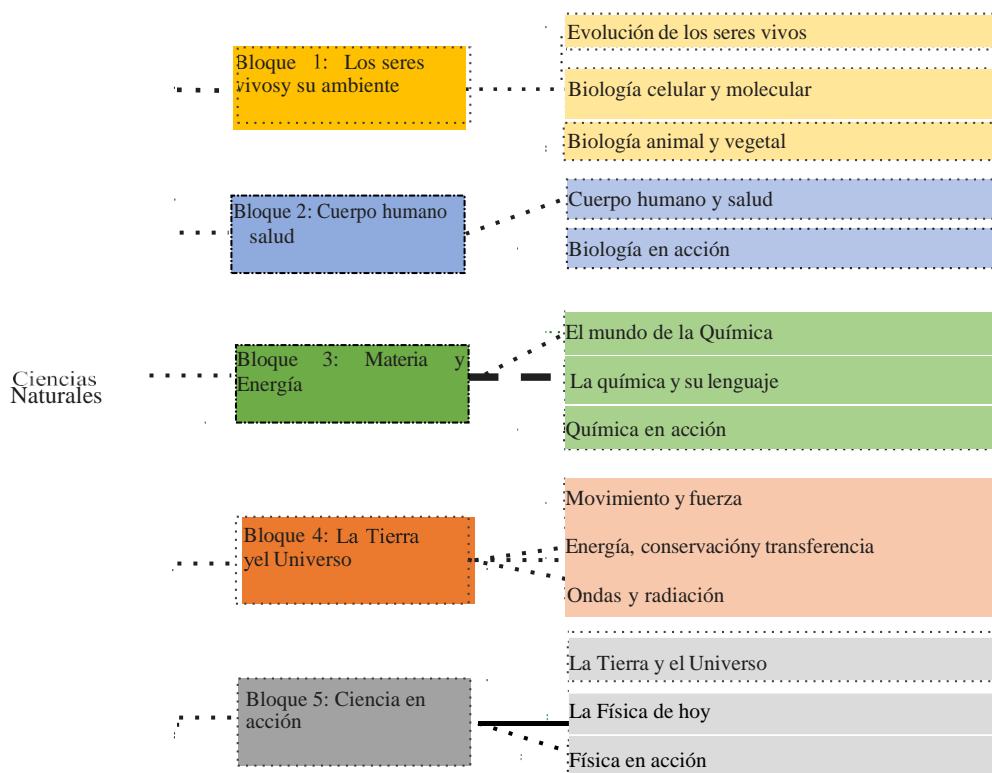 Ciencias
Naturales
Bloque 1: Los seres
vivosy su ambiente
Evolución de los seres vivos
Biología celular y molecular
Biología animal y vegetal
Bloque 2: Cuerpo humano
salud
Cuerpo humano y salud
Biología en acción
Bloque 3: Materia y
Energía
El mundo de la Química
La química y su lenguaje
Química en acción
Bloque 4: La Tierra
yel Universo
Movimiento y fuerza
Energía, conservacióny transferencia
Ondas y radiación
Bloque 5: Ciencia en
acción
La Tierra y el Universo
La Física de hoy
Física en acción